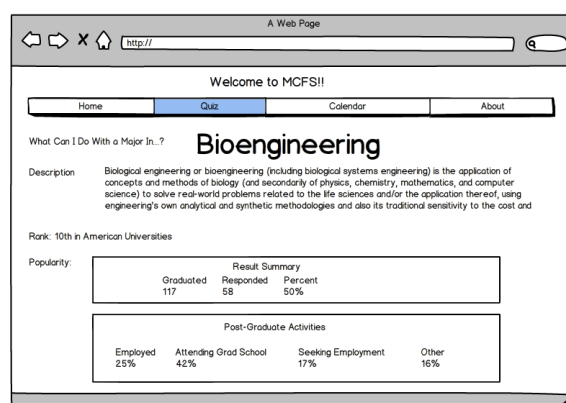 A Web Page
http://
Welcome to MCFS!!
Home Quiz Calendar About
What Can I Do With a Major In...? Bioengineering
Description Biological engineering or bioengineering (including biological systems engineering) is the application of
concepts and methods of biology (and secondarily of physics, chemistry, mathematics, and computer
science) to solve real-world problems related to the life sciences and/or the application thereof, using
engineering's own analytical and synthetic methodologies and also its traditional sensitivity to the cost and
Rank: 10th in American Universities
Popularity: Result Summary
Graduated Responded Percent
117 58 50%
Post-Graduate Activities
Employed Attending Grad School Seeking Employment Other
25% 42% 17% 16%